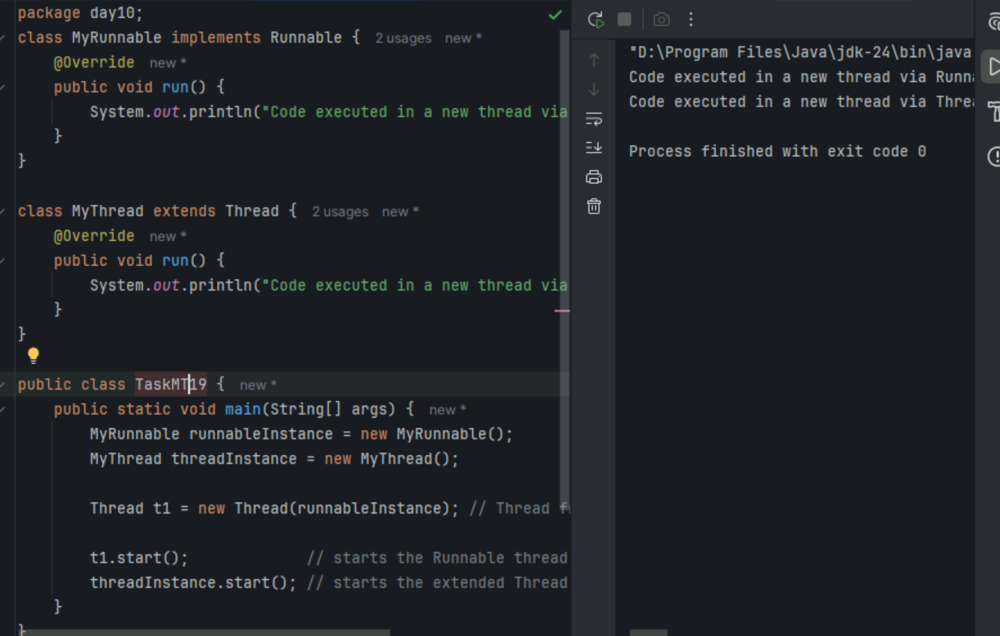 package day10;
class MyRunnable implements Runnable { 2 usages new *
@Override new *
public void run() {
System.out.println("Code executed in a new thread via
}
}
class MyThread extends Thread { 2 usages new *
@Override new *
public void run() {
System.out.println("Code executed in a new thread via
}
}
public class TaskMT19 { new *
public static void main(String[] args) { new *
MyRunnable runnableInstance = new MyRunnable();
MyThread threadInstance = new MyThread();
Thread t1 = new Thread(runnableInstance); // Thread
t1.start(); // starts the Runnable thread
threadInstance.start(); // starts the extended Thread
}
}
"D:\Program Files\Java\jdk-24\bin\java
Code executed in a new thread via
Code executed in a new thread via
Process finished with exit code 0